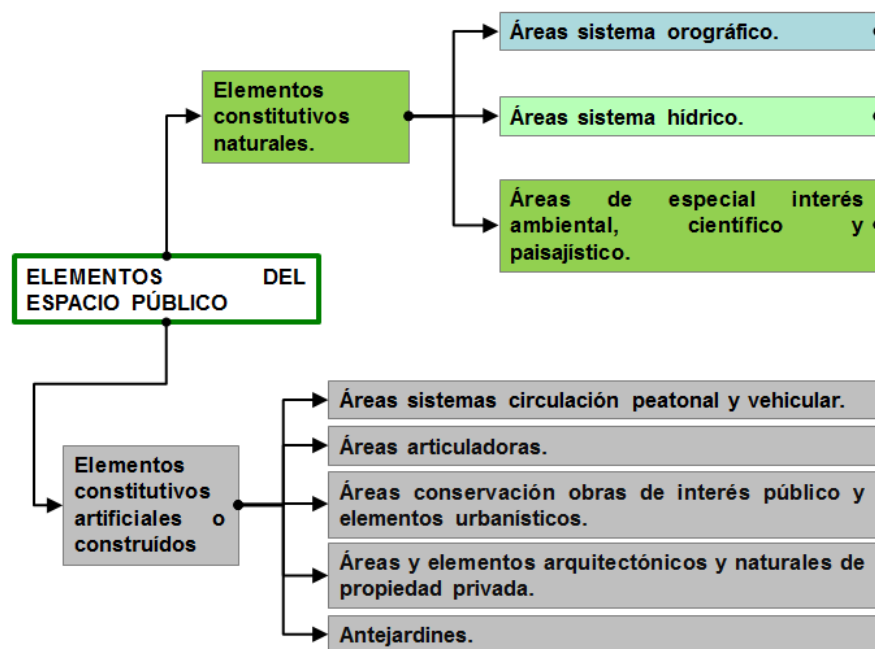 Áreas sistema orográfico.
Elementos
constitutivos
naturales.
Áreas sistema hídrico.
Áreas de especial interés
ambiental, científico y
paisajístico.
ELEMENTOS DEL
ESPACIO PÚBLICO
Áreas sistemas circulación peatonal y vehicular.
Áreas articuladoras.
Elementos
constitutivos
artificiales o
construídos
Áreas conservación obras de interés público y
elementos urbanísticos.
Áreas y elementos arquitectónicos y naturales de
propiedad privada.
Antejardines.